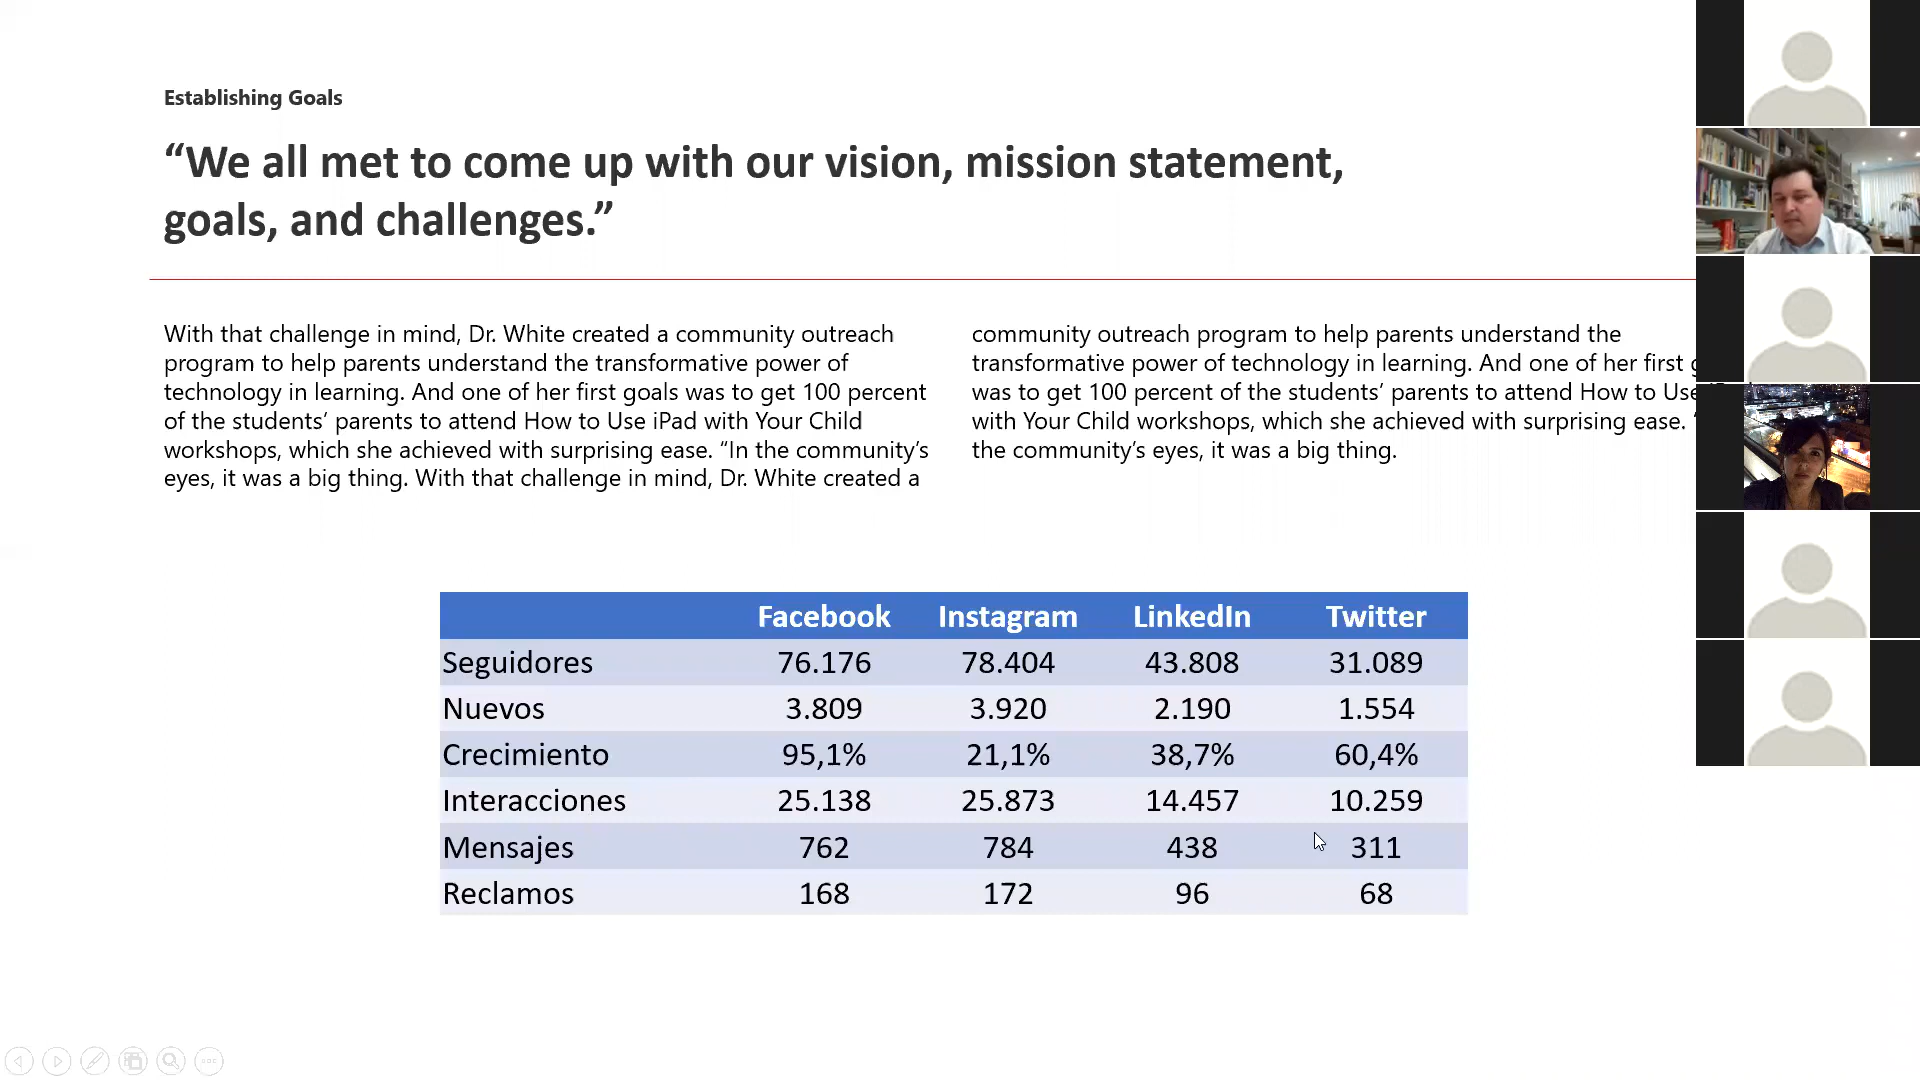 Establishing Goals
“We all met to come up with our vision, mission statement,
goals, and challenges.”
With that challenge in mind, Dr. White created a community outreach
program to help parents understand the transformative power of
technology in learning. And one of her first goals was to get 100 percent
of the students’ parents to attend How to Use iPad with Your Child
workshops, which she achieved with surprising ease. “In the community’s
eyes, it was a big thing. With that challenge in mind, Dr. White created a
community outreach program to help parents understand the
transformative power of technology in learning. And one of her first
was to get 100 percent of the students’ parents to attend How to Use
with Your Child workshops, which she achieved with surprising ease.
the community’s eyes, it was a big thing.
Facebook Instagram LinkedIn Twitter
Seguidores 76.176 78.404 43.808 31.089
Nuevos 3.809 3.920 2.190 1.554
Crecimiento 95,1% 21,1% 38,7% 60,4%
Interacciones 25.138 25.873 14.457 10.259
Mensajes 762 784 438 311
Reclamos 168 172 96 68